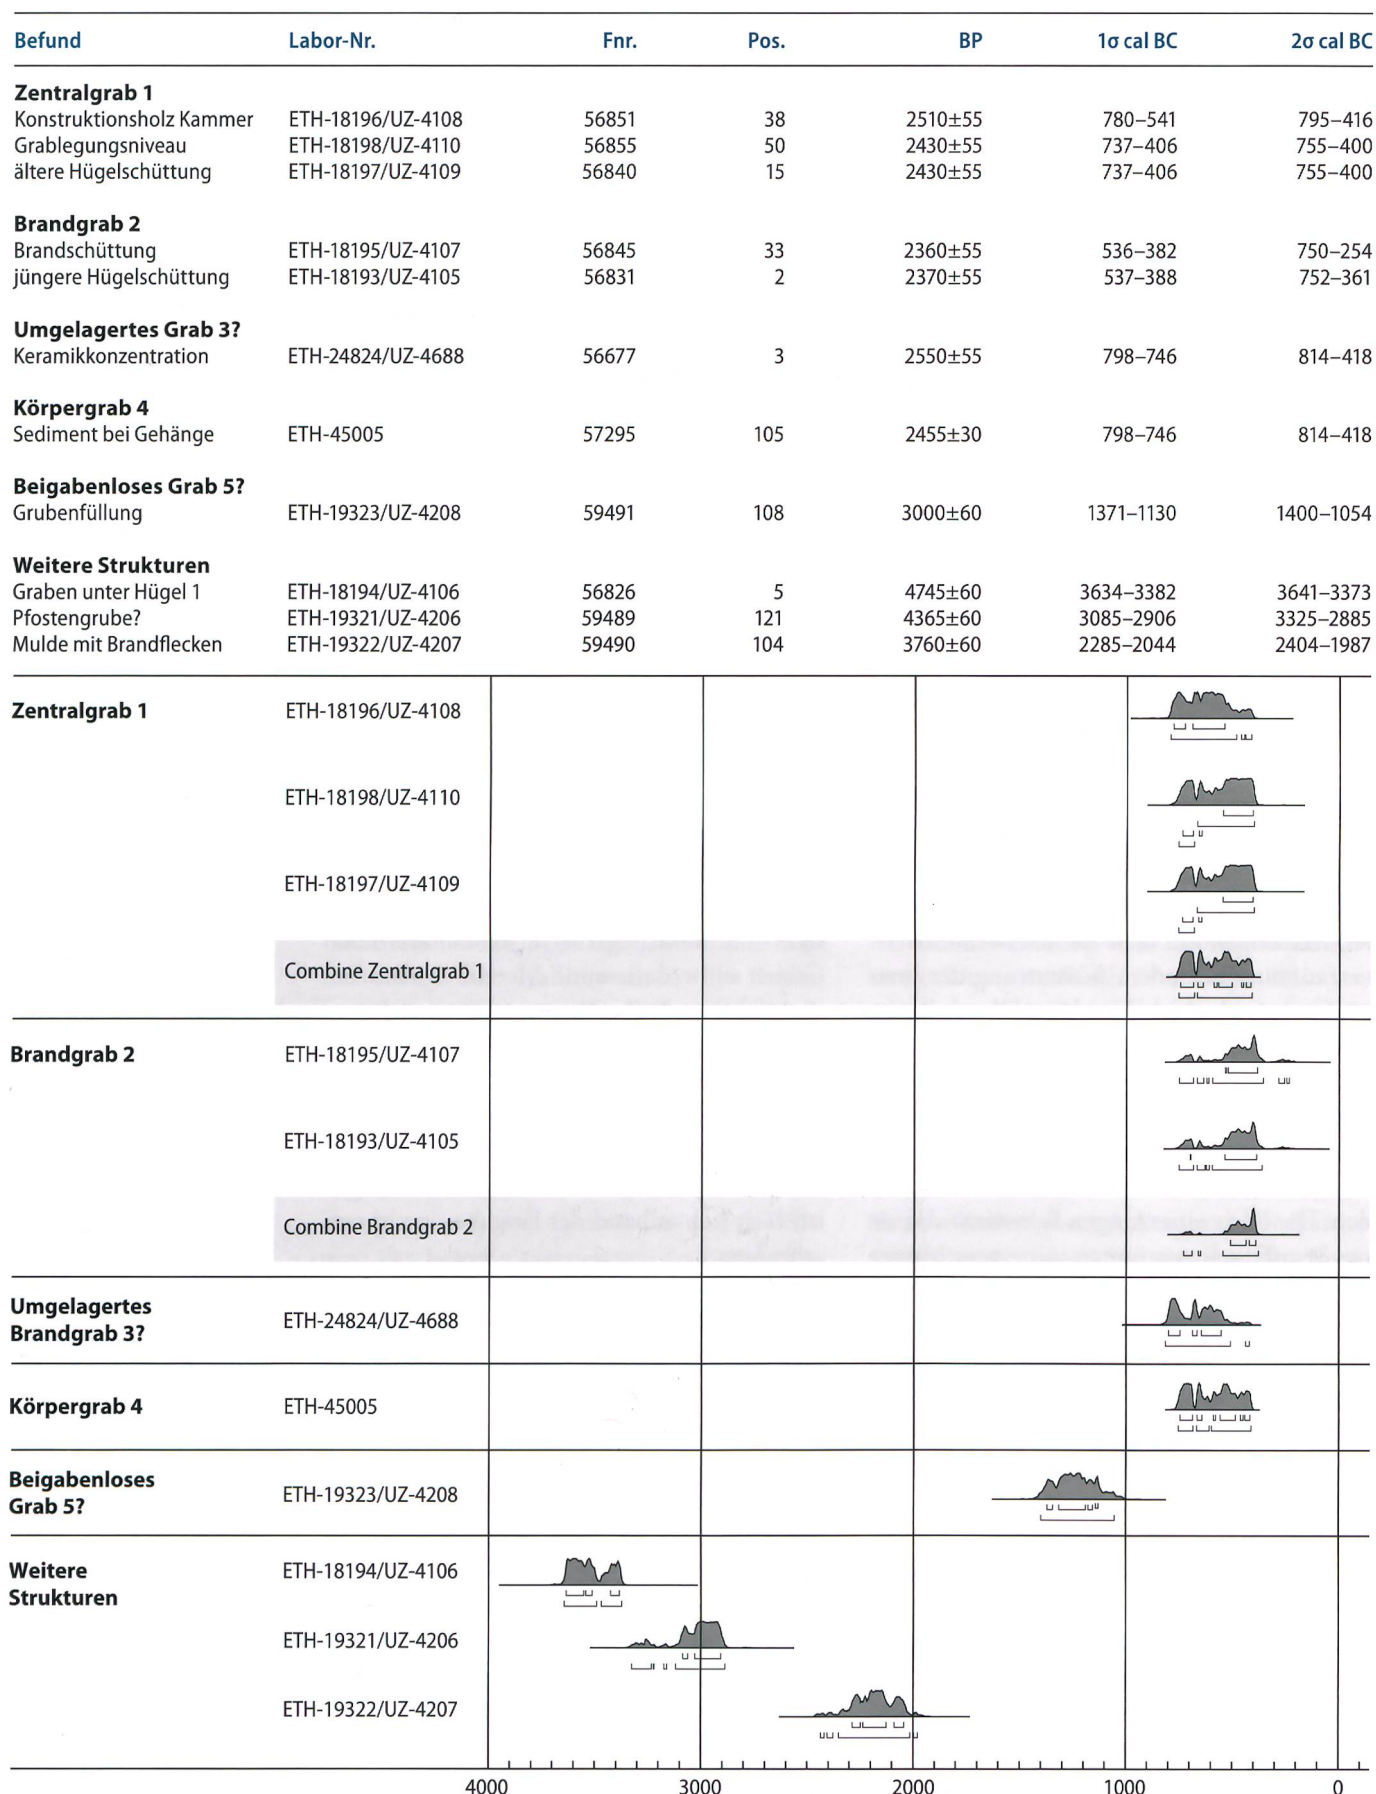 Befund Labor-Nr. Fnr. Pos. BP 1σ cal BC 2σ cal BC
Zentralgrab 1
Konstruktionsholz Kammer ETH-18196/UZ-4108 56851 38 2510±55 780–541 795–416
Grablegungsniveau ETH-18198/UZ-4110 56855 50 2430±55 737–406 755–400
ältere Hügelschüttung ETH-18197/UZ-4109 56840 15 2430±55 737–406 755–400
Brandgrab 2
Brandschüttung ETH-18195/UZ-4107 56845 33 2360±55 536–382 750–254
jüngere Hügelschüttung ETH-18193/UZ-4105 56831 2 2370±55 537–388 752–361
Umgelagertes Grab 3?
Keramikkonzentration ETH-24824/UZ-4688 56677 3 2550±55 798–746 814–418
Körpergrab 4
Sediment bei Gehänge ETH-45005 57295 105 2455±30 798–746 814–418
Beigabenloses Grab 5?
Grubenfüllung ETH-19323/UZ-4208 59491 108 3000±60 1371–1130 1400–1054
Weitere Strukturen
Graben unter Hügel 1 ETH-18194/UZ-4106 56826 5 4745±60 3634–3382 3641–3373
Pfostengrube? ETH-19321/UZ-4206 59489 121 4365±60 3085–2906 3325–2885
Mulde mit Brandflecken ETH-19322/UZ-4207 59490 104 3760±60 2285–2044 2404–1987
Zentralgrab 1 ETH-18196/UZ-4108
ETH-18198/UZ-4110
ETH-18197/UZ-4109
Combine Zentralgrab 1
Brandgrab 2 ETH-18195/UZ-4107
ETH-18193/UZ-4105
Combine Brandgrab 2
Umgelagertes
Brandgrab 3? ETH-24824/UZ-4688
Körpergrab 4 ETH-45005
Beigabenloses
Grab 5? ETH-19323/UZ-4208
Weitere
Strukturen ETH-18194/UZ-4106
ETH-19321/UZ-4206
ETH-19322/UZ-4207
4000 3000 2000 1000 0